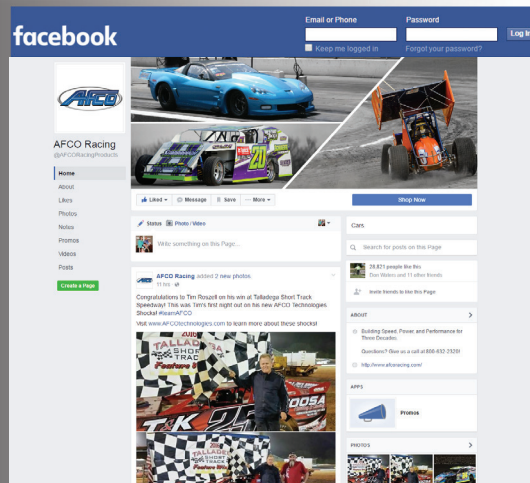 facebook
Email or Phone
Password
Log In
Keep me logged in
Forgot your password?
AFCO
AFCO Racing
@AFCORacingProducts
Home
About
Likes
Photos
Notes
Promos
Videos
Posts
Create a Page
20
Liked
Message
Save
More
Shop Now
Status
Photo / Video
Write something on this Page...
AFCO Racing added 2 new photos.
11 hrs
Congratulations to Tim Roszell on his win at Talladega Short Track
Speedway! This was Tim's first night out on his new AFCO Technologies
Shocks! #teamAFCO
Visit www.AFCOtechnologies.com to learn more about these shocks!
2016
TALLADEGA
SHORT
TRACK
Feature Win
Cars
Search for posts on this Page
28,821 people like this
Dan Waters and 11 other friends
Invite friends to like this Page
ABOUT
Building Speed, Power, and Performance for
Three Decades.
Questions? Give us a call at 800-632-2320!
http://www.afcoracing.com/
APPS
Promos
PHOTOS